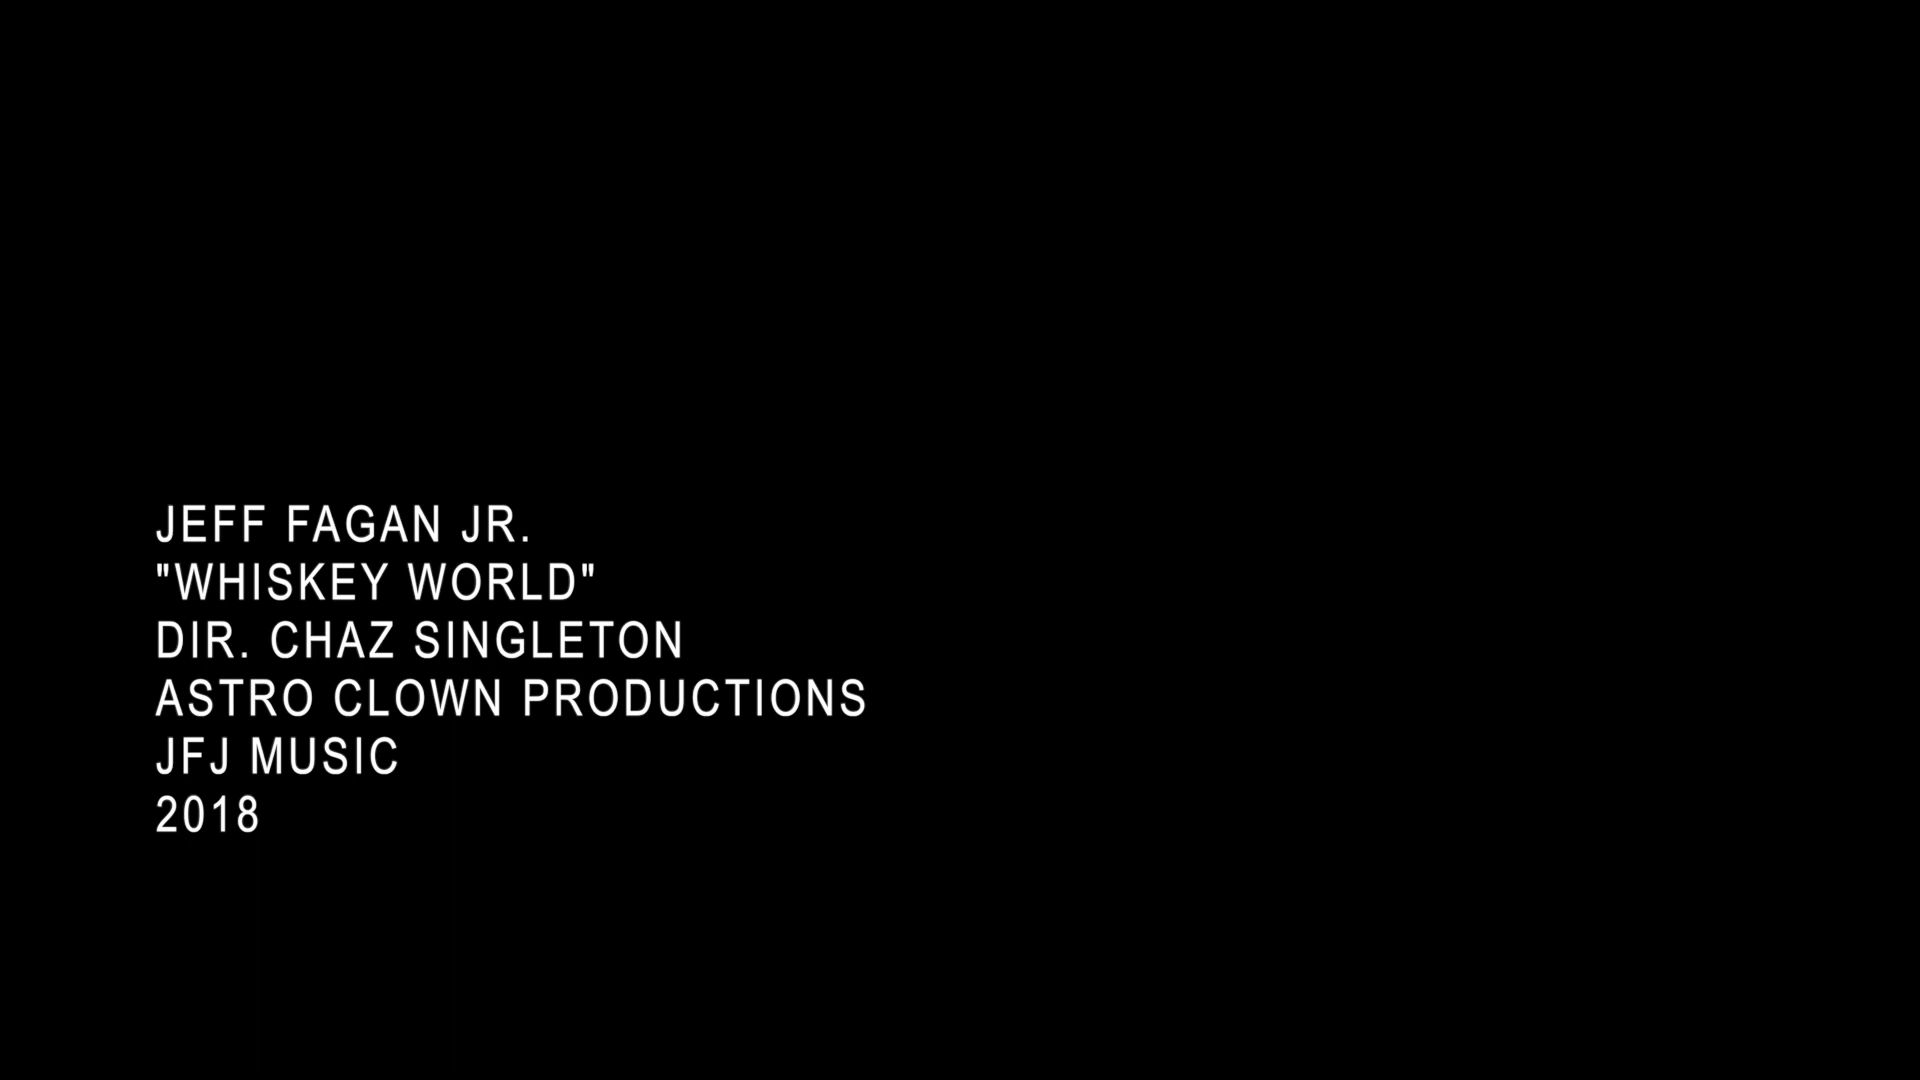 JEFF FAGAN JR.
"WHISKEY WORLD"
DIR. CHAZ SINGLETON
ASTRO CLOWN PRODUCTIONS
JFJ MUSIC
2018